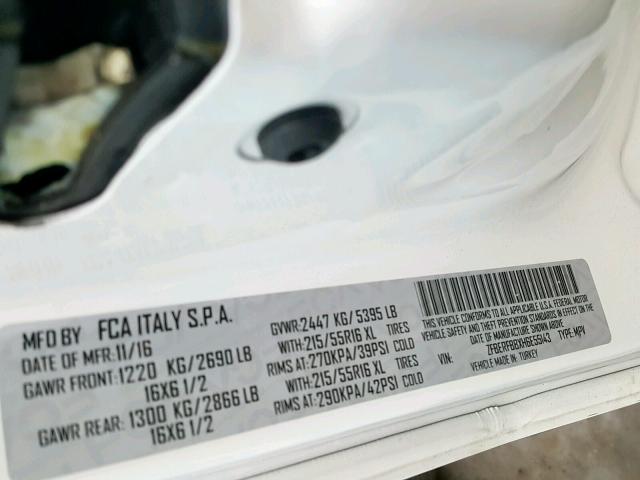 MFD BY FCA ITALY S.P.A.
DATE OF MFR: 11/16
GAWR FRONT: 1220 KG/2690 LB
16X6 1/2
GAWR REAR: 1300 KG/2866 LB
16X6 1/2
GVWR: 2447 KG/ 5395 LB
WITH: 215/55R16 XL TIRES
RIMS AT: 270KPA/39PSI COLD
WITH: 215/55R16 XL TIRES
RIMS AT: 290KPA/42PSI COLD
THIS VEHICLE CONFORMS TO ALL APPLICABLE U.S.A. FEDERAL
MOTOR VEHICLE SAFETY AND THEFT PREVENTION STANDARDS IN EFFECT ON THE
DATE OF MANUFACTURE SHOWN ABOVE
VIN: TYPE: MPV
VEHICLE MADE IN: TURKEY